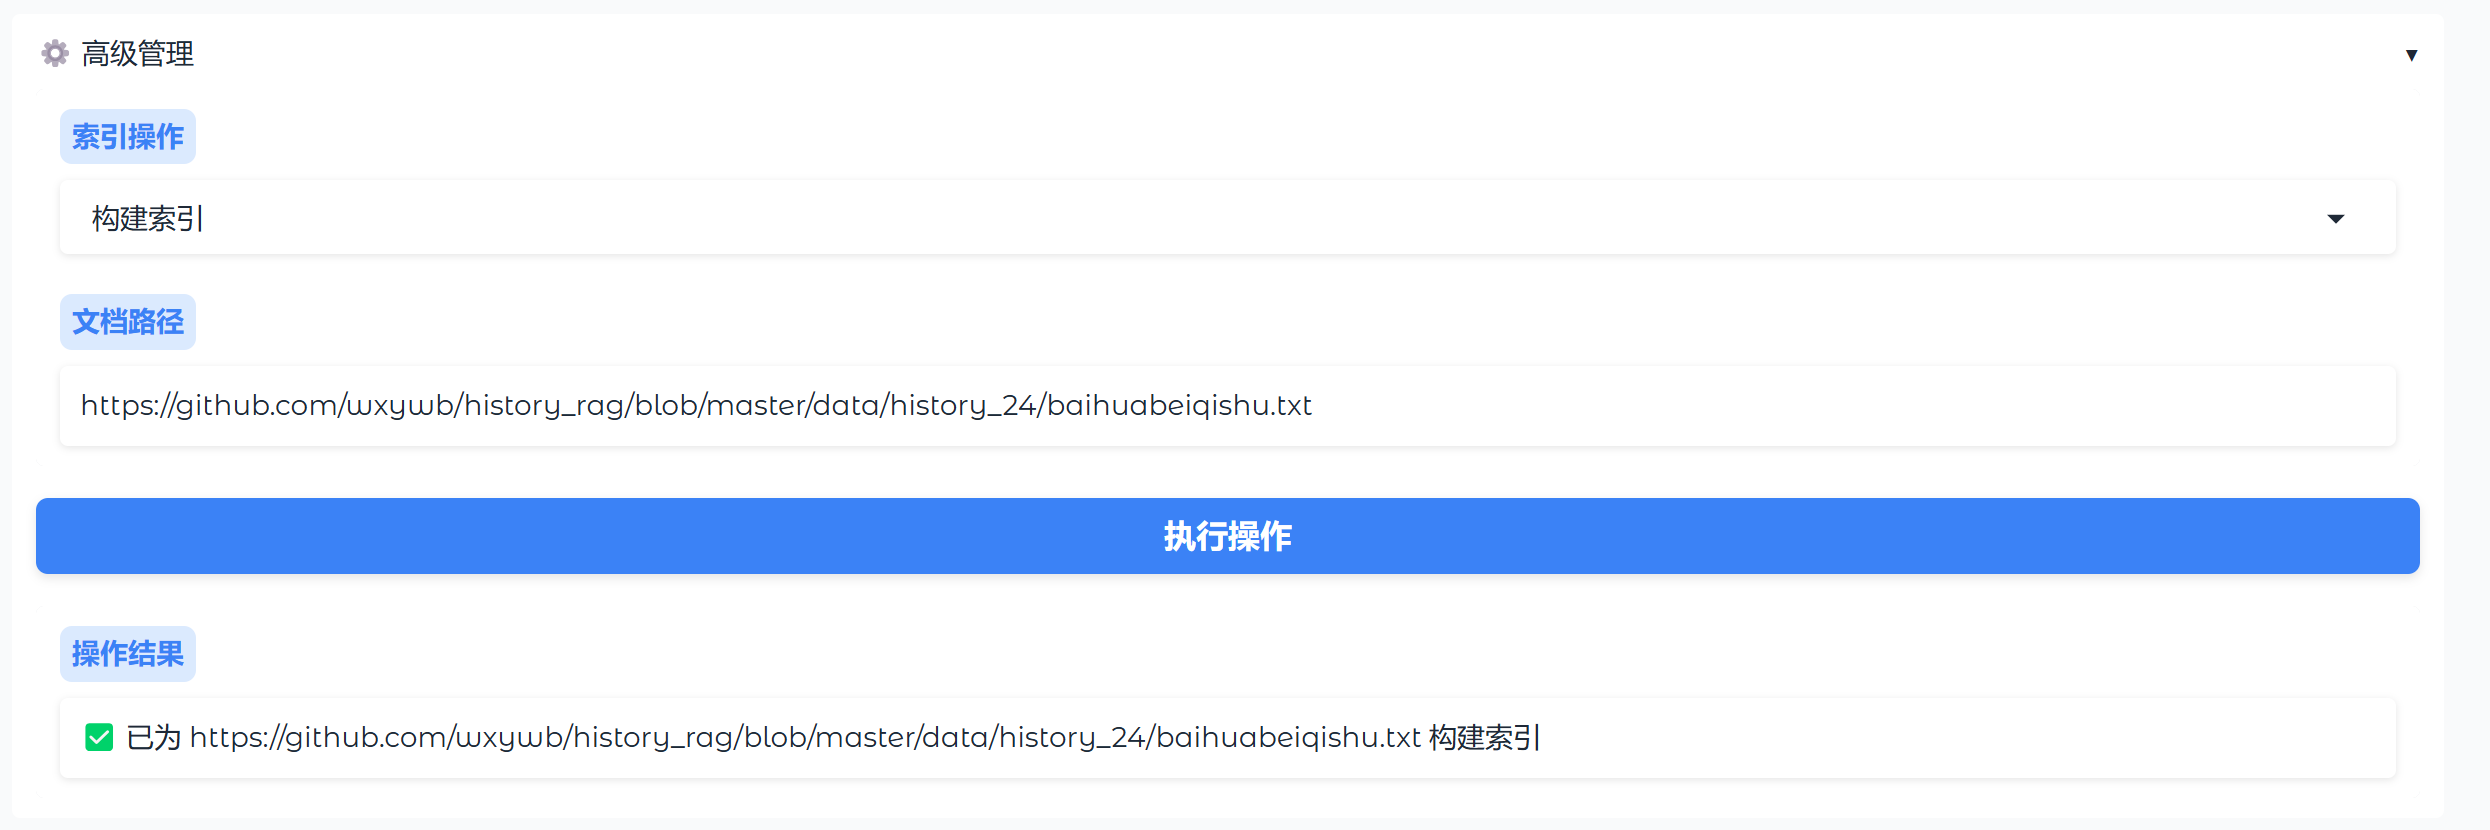 高级管理
索引操作
构建索引
文档路径
https://github.com/wxywb/history_rag/blob/master/data/history_24/baihuabeiqishu.txt
执行操作
操作结果
✅ 已为 https://github.com/wxywb/history_rag/blob/master/data/history_24/baihuabeiqishu.txt 构建索引